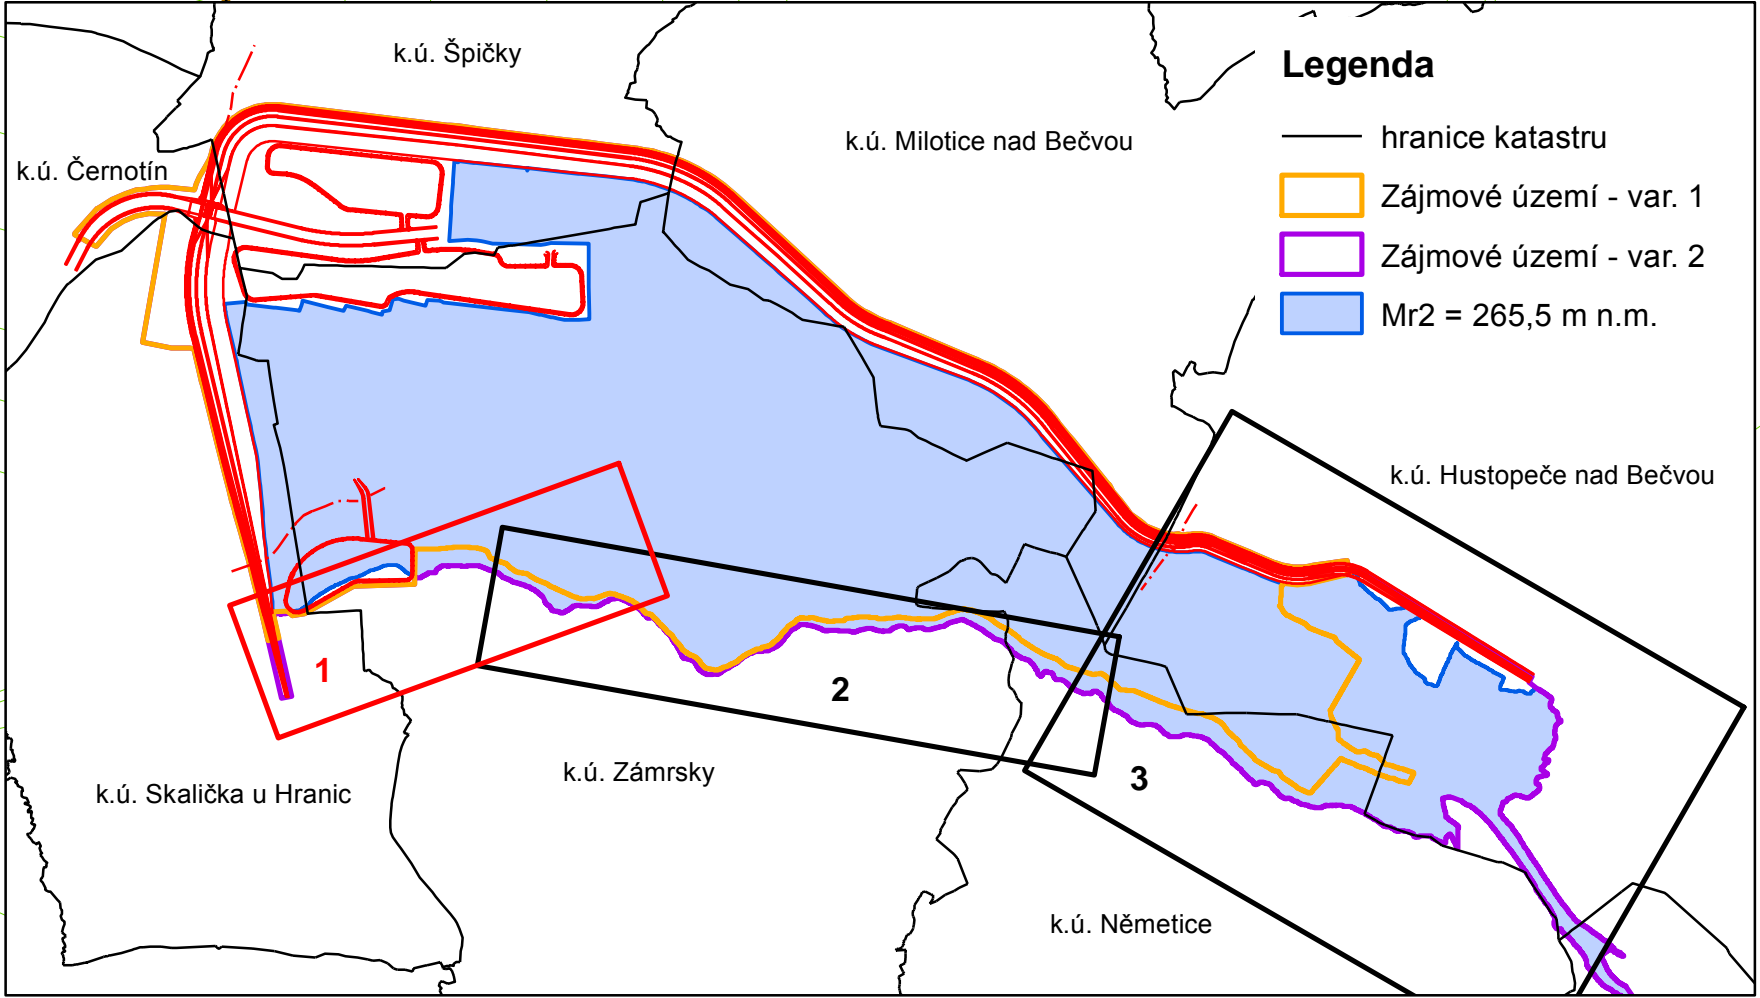 k.ú. Špičky
Legenda
k.ú. Milotice nad Bečvou
hranice katastru
k.ú. Černotín
Zájmové území - var. 1
Zájmové území - var. 2
Mr2 = 265,5 m n.m.
k.ú. Hustopeče nad Bečvou
1
2
3
k.ú. Zámrsky
k.ú. Skalička u Hranic
k.ú. Němetice